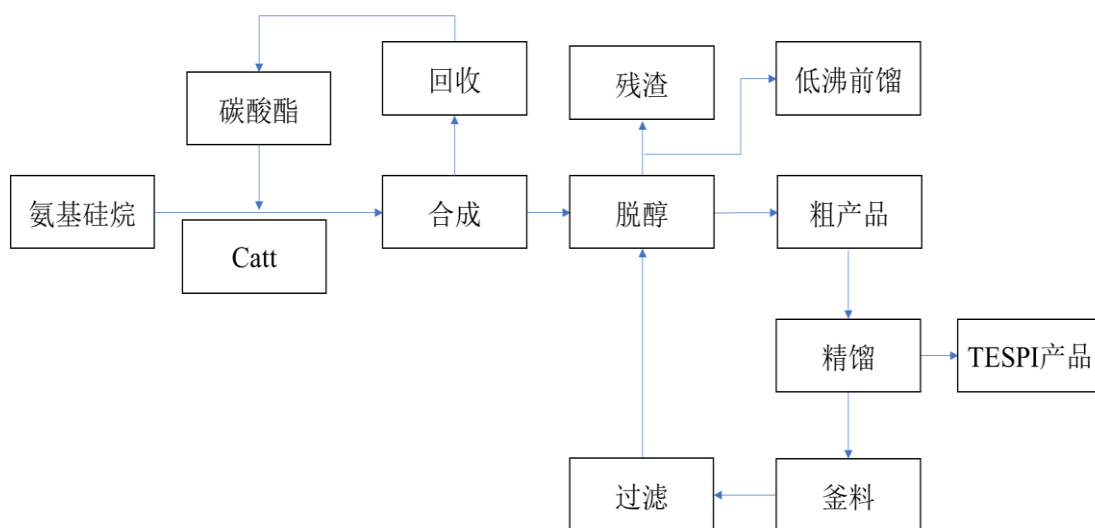 回收
残渣
低沸前馏
碳酸酯
氨基硅烷
合成
脱醇
粗产品
Catt
精馏
TESPI产品
过滤
釜料